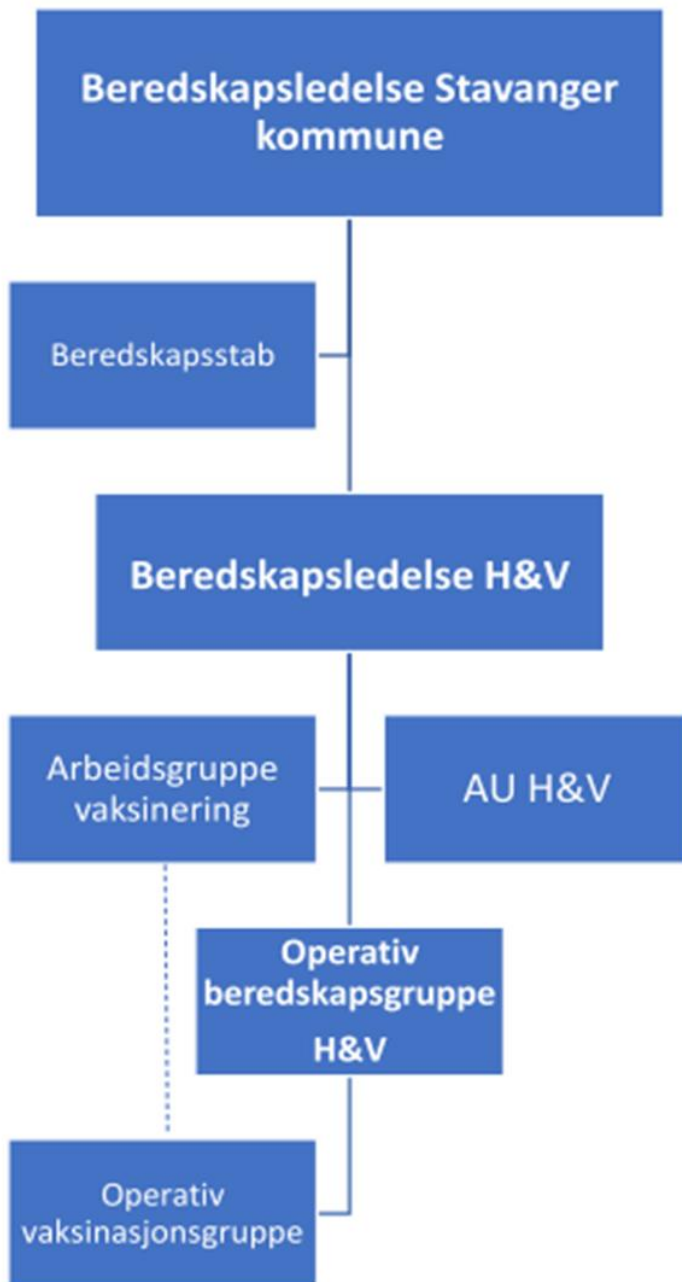 Beredskapsledelse Stavanger
kommune
Beredskapsstab
Beredskapsledelse H&V
Arbeidsgruppe
vaksinering
AU H&V
Operativ
beredskapsgruppe
H&V
Operativ
vaksinasjonsgruppe